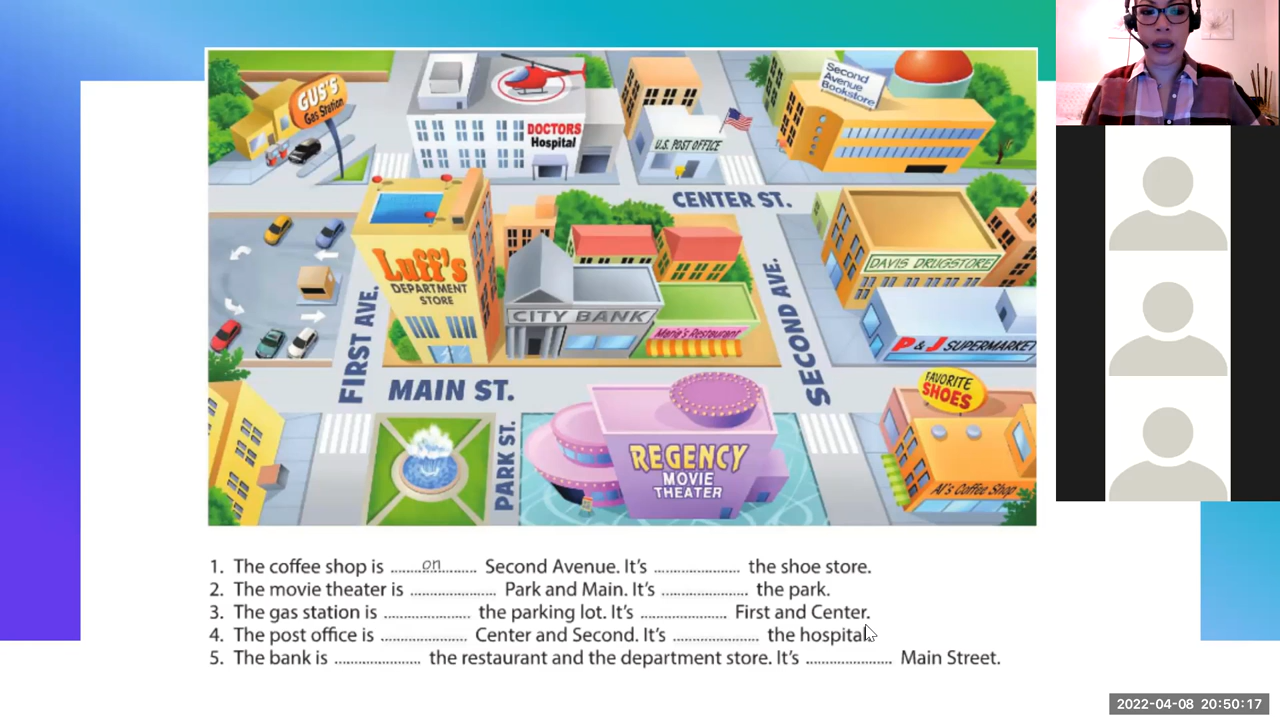 GUS'S
Gas Station
DOCTORS
Hospital
U.S. POST OFFICE
Second
Avenue
Bookstore
CENTER ST.
Luff's
DEPARTMENT
STORE
CITY BANK
Marie's Restaurant
DAVIS DRUGSTORE
P & J SUPERMARKET
FIRST AVE.
SECOND AVE.
MAIN ST.
PARK ST.
REGENCY
MOVIE
THEATER
FAVORITE
SHOES
Al's Coffee Shop
1. The coffee shop is .........on........... Second Avenue. It's ...................... the shoe store.
2. The movie theater is ...................... Park and Main. It's ...................... the park.
3. The gas station is ...................... the parking lot. It's ...................... First and Center.
4. The post office is ...................... Center and Second. It's ...................... the hospital.
5. The bank is ...................... the restaurant and the department store. It's ...................... Main Street.
2022-04-08 20:50:17